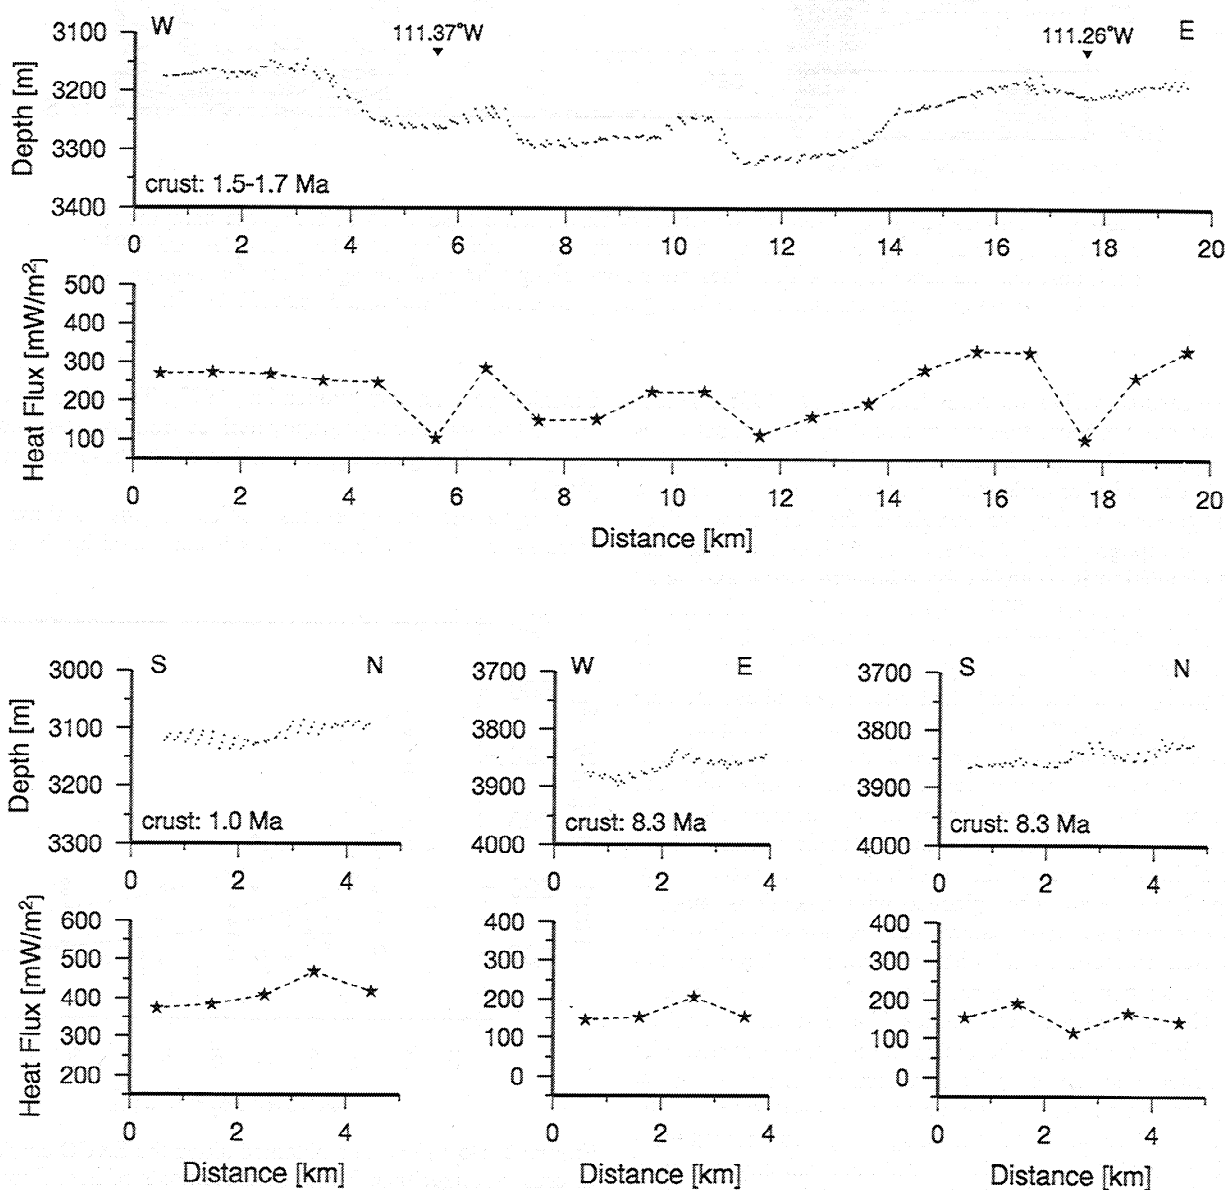 W
111.37°W
111.26°W
E
Depth [m]
3100
3200
3300
3400
crust: 1.5-1.7 Ma
0 2 4 6 8 10 12 14 16 18 20
Heat Flux [mW/m²]
500
400
300
200
100
0 2 4 6 8 10 12 14 16 18 20
Distance [km]
S N
Depth [m]
3000
3100
3200
3300
crust: 1.0 Ma
0 2 4
W E
3700
3800
3900
4000
crust: 8.3 Ma
0 2 4
S N
3700
3800
3900
4000
crust: 8.3 Ma
0 2 4
Heat Flux [mW/m²]
600
500
400
300
200
0 2 4
Distance [km]
400
300
200
100
0
0 2 4
Distance [km]
400
300
200
100
0
0 2 4
Distance [km]